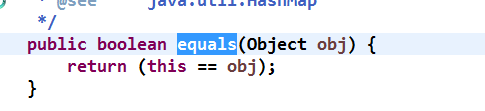 * @see     java.util.HashMap
*/
public boolean equals(Object obj) {
return (this == obj);
}